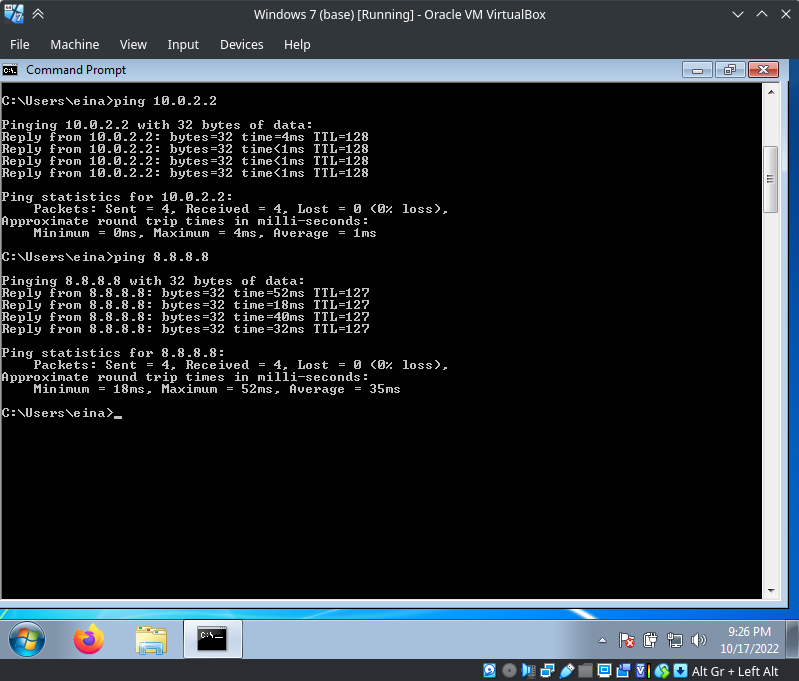 Windows 7 (base) [Running] - Oracle VM VirtualBox
File Machine View Input Devices Help
Command Prompt
C:\Users\eina>ping 10.0.2.2
Pinging 10.0.2.2 with 32 bytes of data:
Reply from 10.0.2.2: bytes=32 time=4ms TTL=128
Reply from 10.0.2.2: bytes=32 time<1ms TTL=128
Reply from 10.0.2.2: bytes=32 time<1ms TTL=128
Reply from 10.0.2.2: bytes=32 time<1ms TTL=128
Ping statistics for 10.0.2.2:
    Packets: Sent = 4, Received = 4, Lost = 0 (0% loss),
Approximate round trip times in milli-seconds:
    Minimum = 0ms, Maximum = 4ms, Average = 1ms
C:\Users\eina>ping 8.8.8.8
Pinging 8.8.8.8 with 32 bytes of data:
Reply from 8.8.8.8: bytes=32 time=52ms TTL=127
Reply from 8.8.8.8: bytes=32 time=18ms TTL=127
Reply from 8.8.8.8: bytes=32 time=40ms TTL=127
Reply from 8.8.8.8: bytes=32 time=32ms TTL=127
Ping statistics for 8.8.8.8:
    Packets: Sent = 4, Received = 4, Lost = 0 (0% loss),
Approximate round trip times in milli-seconds:
    Minimum = 18ms, Maximum = 52ms, Average = 35ms
C:\Users\eina>_
9:26 PM
10/17/2022
Alt Gr + Left Alt